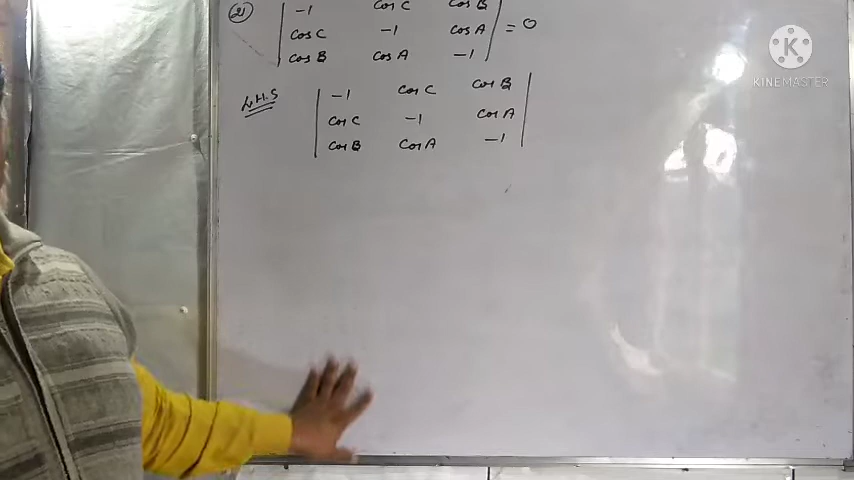 (21) | -1 cos C cos B |
| cos C -1 cos A | = 0
| cos B cos A -1 |
L.H.S | -1 cos C cos B |
| cos C -1 cos A |
| cos B cos A -1 |
K
KINEMASTER